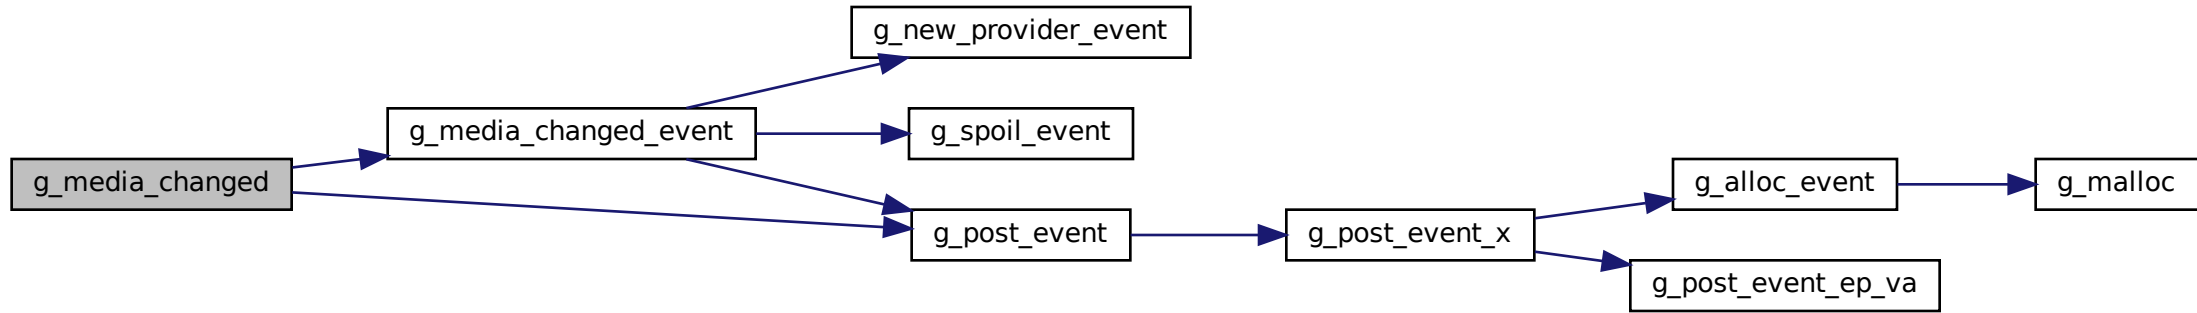 g_new_provider_event
g_media_changed_event
g_spoil_event
g_media_changed
g_alloc_event
g_malloc
g_post_event
g_post_event_x
g_post_event_ep_va